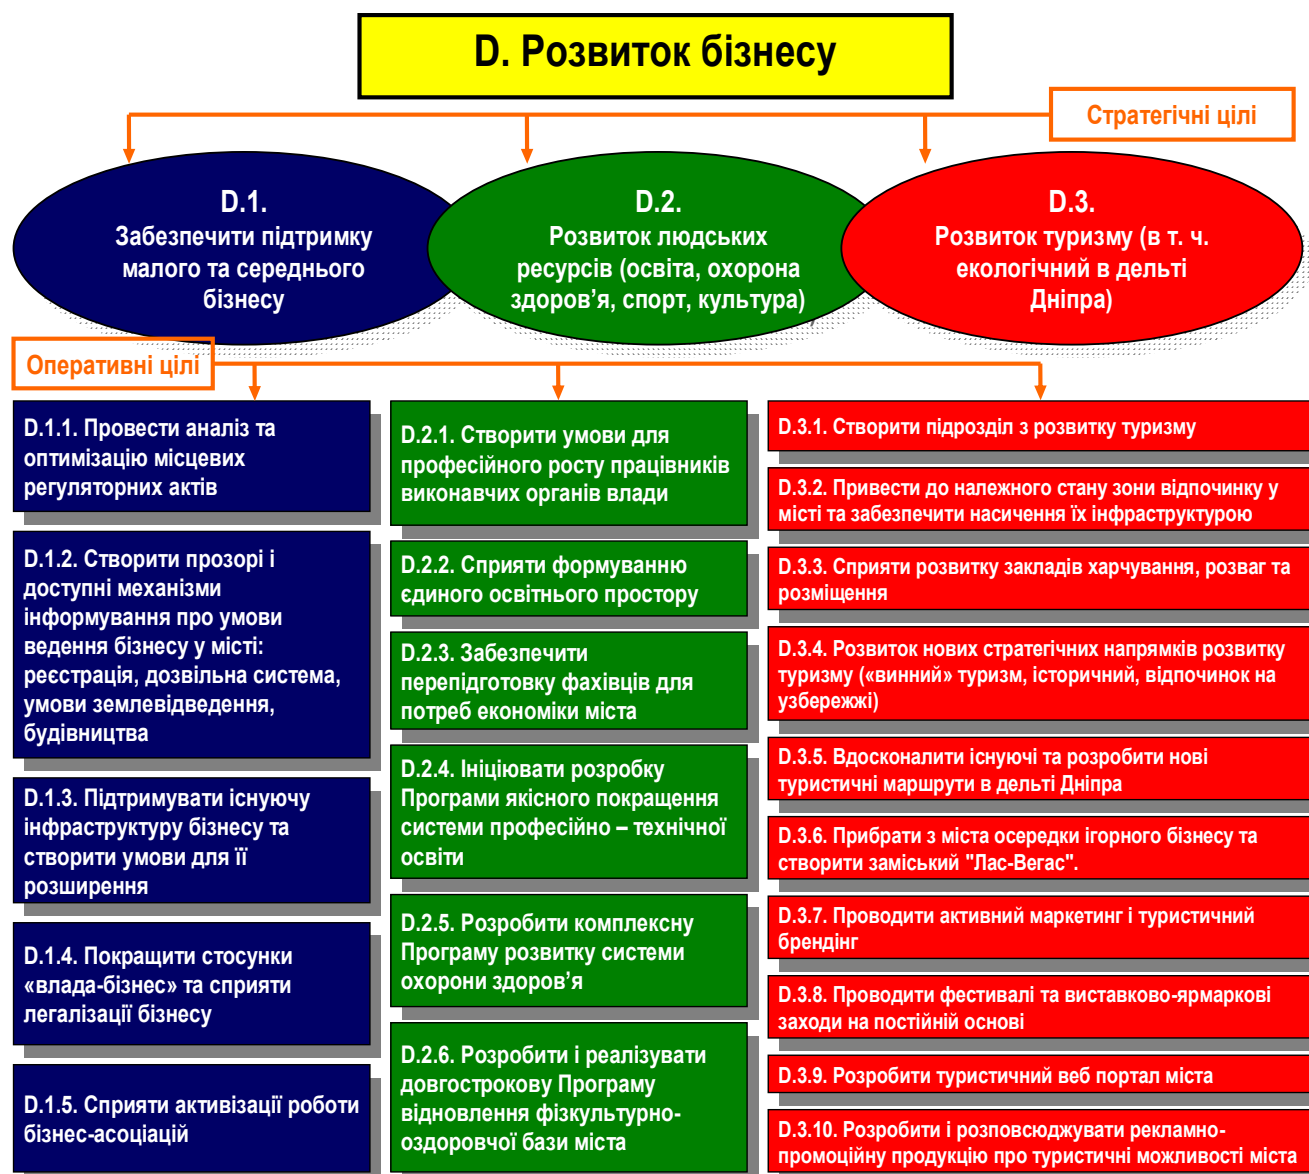 D. Розвиток бізнесу
Стратегічні цілі
D.1.
Забезпечити підтримку
малого та середнього
бізнесу
D.2.
Розвиток людських
ресурсів (освіта, охорона
здоров’я, спорт, культура)
D.3.
Розвиток туризму (в т. ч.
екологічний в дельті
Дніпра)
Оперативні цілі
D.1.1. Провести аналіз та
оптимізацію місцевих
регуляторних актів
D.1.2. Створити прозорі і
доступні механізми
інформування про умови
ведення бізнесу у місті:
реєстрація, дозвільна система,
умови землевідведення,
будівництва
D.1.3. Підтримувати існуючу
інфраструктуру бізнесу та
створити умови для її
розширення
D.1.4. Покращити стосунки
«влада-бізнес» та сприяти
легалізації бізнесу
D.1.5. Сприяти активізації роботи
бізнес-асоціацій
D.2.1. Створити умови для
професійного росту працівників
виконавчих органів влади
D.2.2. Сприяти формуванню
єдиного освітнього простору
D.2.3. Забезпечити
перепідготовку фахівців для
потреб економіки міста
D.2.4. Ініціювати розробку
Програми якісного покращення
системи професійно – технічної
освіти
D.2.5. Розробити комплексну
Програму розвитку системи
охорони здоров’я
D.2.6. Розробити і реалізувати
довгострокову Програму
відновлення фізкультурно-
оздоровчої бази міста
D.3.1. Створити підрозділ з розвитку туризму
D.3.2. Привести до належного стану зони відпочинку у
місті та забезпечити насичення їх інфраструктурою
D.3.3. Сприяти розвитку закладів харчування, розваг та
розміщення
D.3.4. Розвиток нових стратегічних напрямків розвитку
туризму («винний» туризм, історичний, відпочинок на
узбережжі)
D.3.5. Вдосконалити існуючі та розробити нові
туристичні маршрути в дельті Дніпра
D.3.6. Прибрати з міста осередки ігорного бізнесу та
створити заміський "Лас-Вегас".
D.3.7. Проводити активний маркетинг і туристичний
брендінг
D.3.8. Проводити фестивалі та виставково-ярмаркові
заходи на постійній основі
D.3.9. Розробити туристичний веб портал міста
D.3.10. Розробити і розповсюджувати рекламно-
промоційну продукцію про туристичні можливості міста